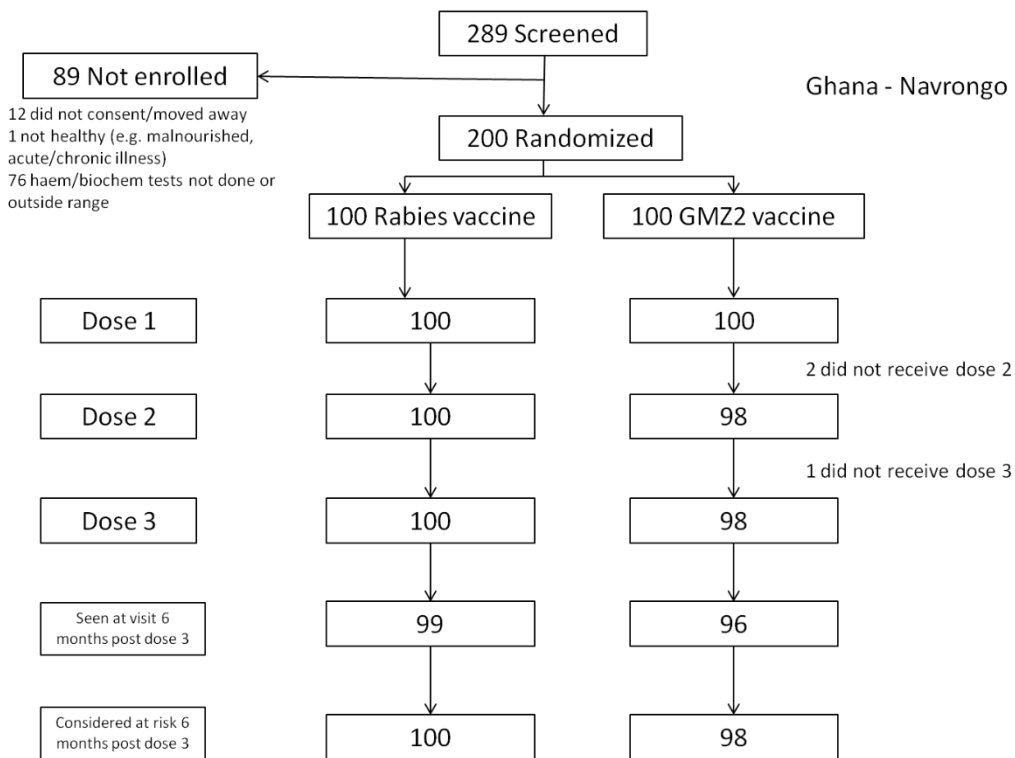 289 Screened
89 Not enrolled
Ghana - Navrongo
12 did not consent/moved away
1 not healthy (e.g. malnourished,
acute/chronic illness)
76 haem/biochem tests not done or
outside range
200 Randomized
100 Rabies vaccine
100 GMZ2 vaccine
Dose 1
100
100
2 did not receive dose 2
Dose 2
100
98
1 did not receive dose 3
Dose 3
100
98
Seen at visit 6
months post dose 3
99
96
Considered at risk 6
months post dose 3
100
98